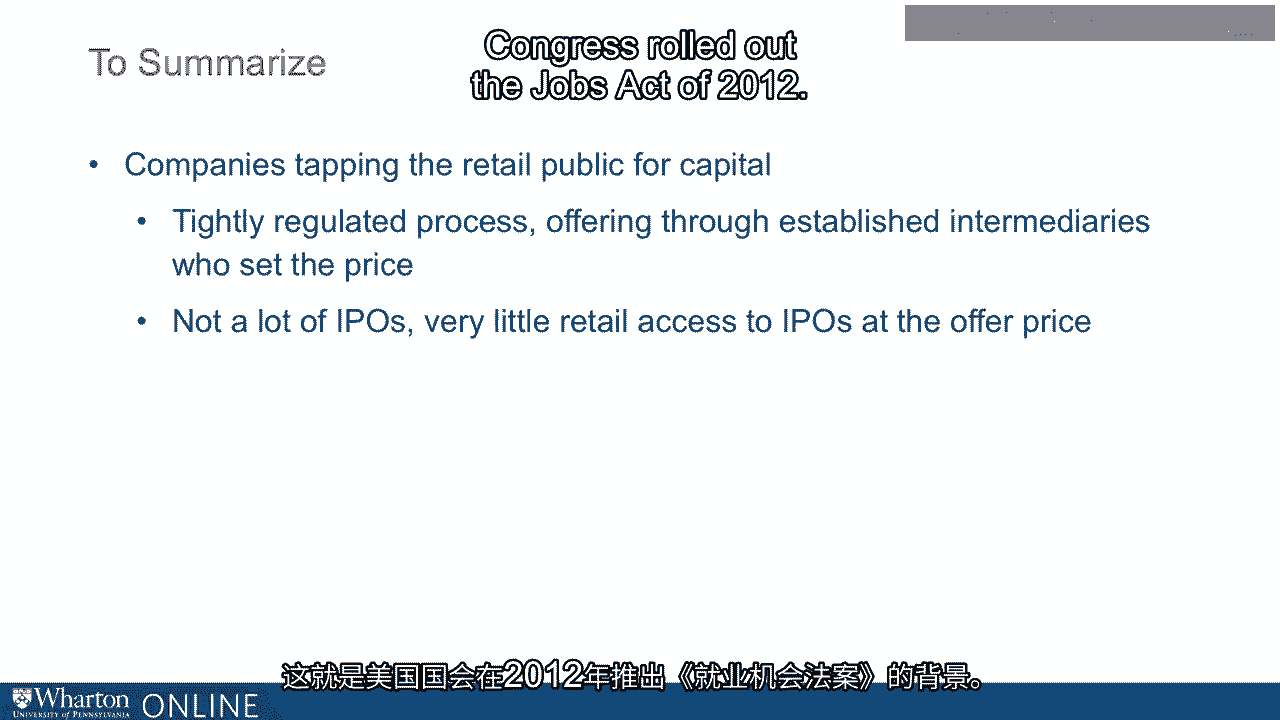 To Summarize
Congress rolled out
the Jobs Act of 2012.
• Companies tapping the retail public for capital
• Tightly regulated process, offering through established intermediaries
who set the price
• Not a lot of IPOs, very little retail access to IPOs at the offer price
这就是美国国会在2012年推出《就业机会法案》的背景。
Wharton
UNIVERSITY of PENNSYLVANIA
ONLINE